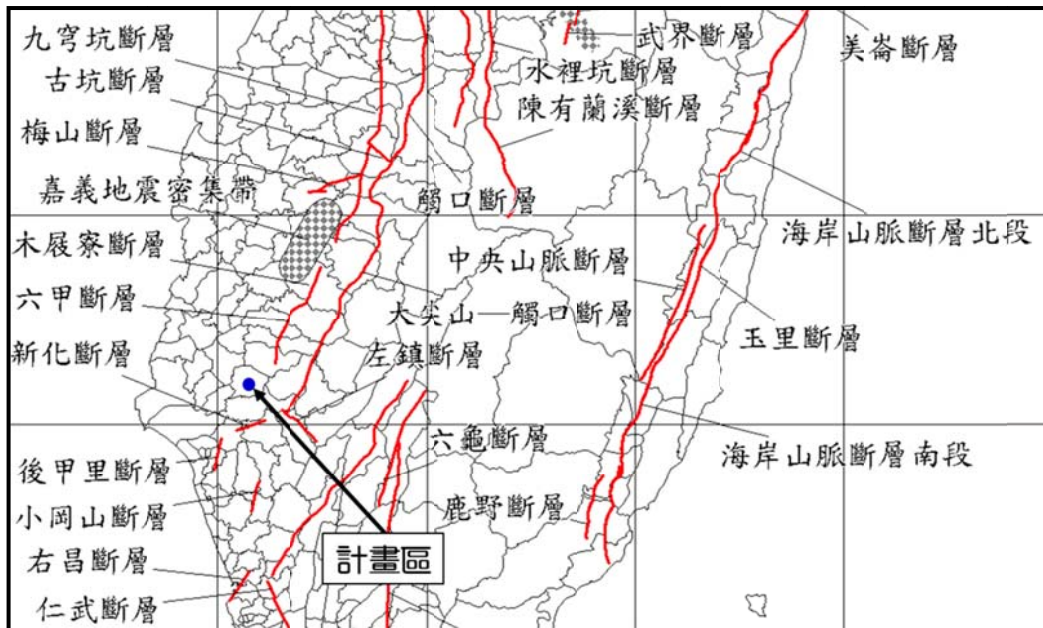 九芎坑斷層
古坑斷層
梅山斷層
嘉義地震密集帶
木屐寮斷層
六甲斷層
新化斷層
後甲里斷層
小岡山斷層
右昌斷層
仁武斷層
觸口斷層
大尖山—觸口斷層
左鎮斷層
六龜斷層
計畫區
武界斷層
水裡坑斷層
陳有蘭溪斷層
中央山脈斷層
鹿野斷層
美崙斷層
海岸山脈斷層北段
玉里斷層
海岸山脈斷層南段